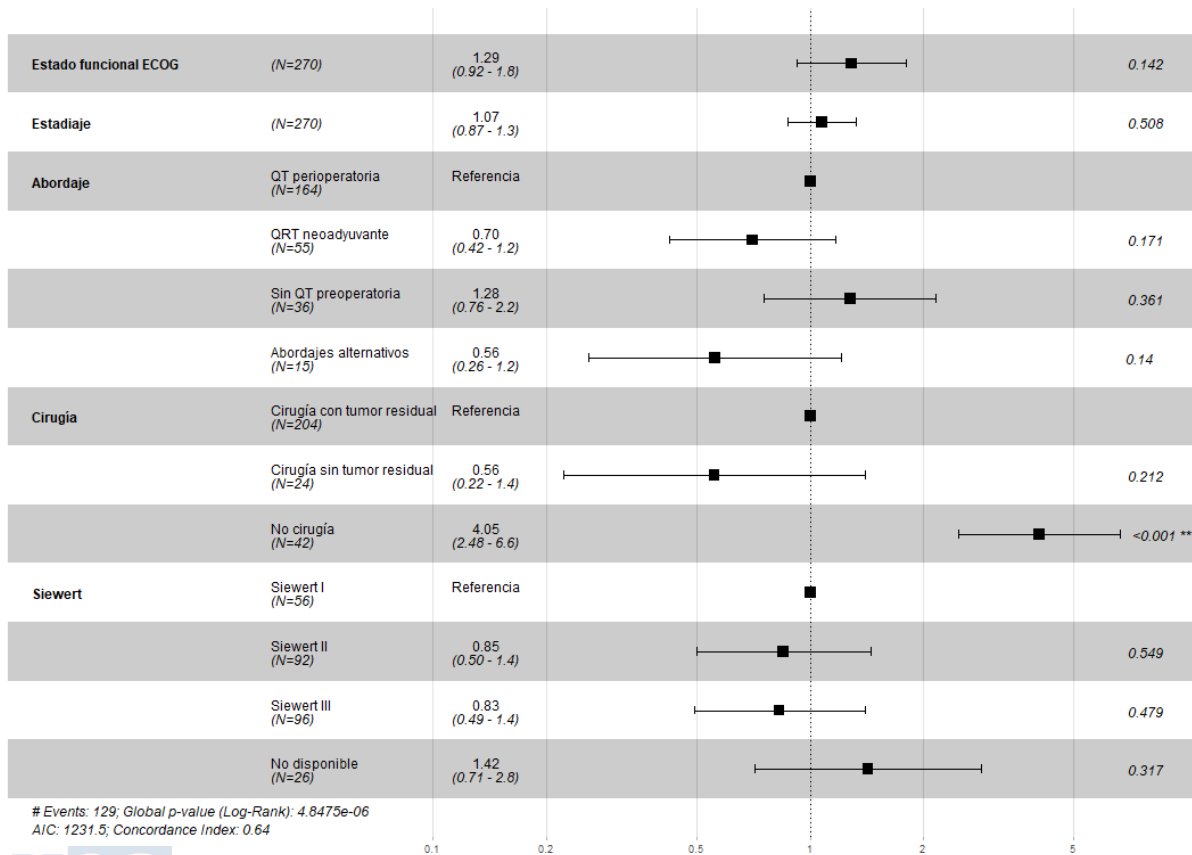 Estado funcional ECOG (N=270) 1.29 0.142
(0.92 - 1.8)
Estadiaje (N=270) 1.07 0.508
(0.87 - 1.3)
Abordaje QT perioperatoria Referencia
(N=164)
QRT neoadyuvante 0.70 0.171
(N=55) (0.42 - 1.2)
Sin QT preoperatoria 1.28 0.361
(N=36) (0.76 - 2.2)
Abordajes alternativos 0.56 0.14
(N=15) (0.26 - 1.2)
Cirugía Cirugía con tumor residual Referencia
(N=204)
Cirugía sin tumor residual 0.56 0.212
(N=24) (0.22 - 1.4)
No cirugía 4.05 <0.001 **
(N=42) (2.48 - 6.6)
Siewert Siewert I Referencia
(N=56)
Siewert II 0.85 0.549
(N=92) (0.50 - 1.4)
Siewert III 0.83 0.479
(N=96) (0.49 - 1.4)
No disponible 1.42 0.317
(N=26) (0.71 - 2.8)
# Events: 129; Global p-value (Log-Rank): 4.8475e-06
AIC: 1231.5; Concordance Index: 0.64
0.1 0.2 0.5 1 2 5